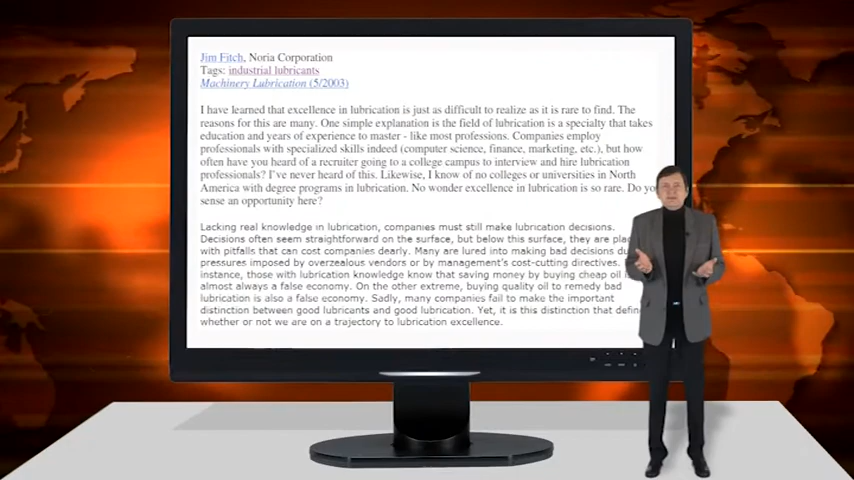 Jim Fitch, Noria Corporation
Tags: industrial lubricants
Machinery Lubrication (5/2003)
I have learned that excellence in lubrication is just as difficult to realize as it is rare to find. The
reasons for this are many. One simple explanation is the field of lubrication is a specialty that takes
education and years of experience to master - like most professions. Companies employ
professionals with specialized skills indeed (computer science, finance, marketing, etc.), but how
often have you heard of a recruiter going to a college campus to interview and hire lubrication
professionals? I've never heard of this. Likewise, I know of no colleges or universities in North
America with degree programs in lubrication. No wonder excellence in lubrication is so rare. Do you
sense an opportunity here?
Lacking real knowledge in lubrication, companies must still make lubrication decisions.
Decisions often seem straightforward on the surface, but below this surface, they are
with pitfalls that can cost companies dearly. Many are lured into making bad decisions
pressures imposed by overzealous vendors or by management's cost-cutting directives.
instance, those with lubrication knowledge know that saving money by buying cheap oil
almost always a false economy. On the other extreme, buying quality oil to remedy bad
lubrication is also a false economy. Sadly, many companies fail to make the important
distinction between good lubricants and good lubrication. Yet, it is this distinction that
whether or not we are on a trajectory to lubrication excellence.